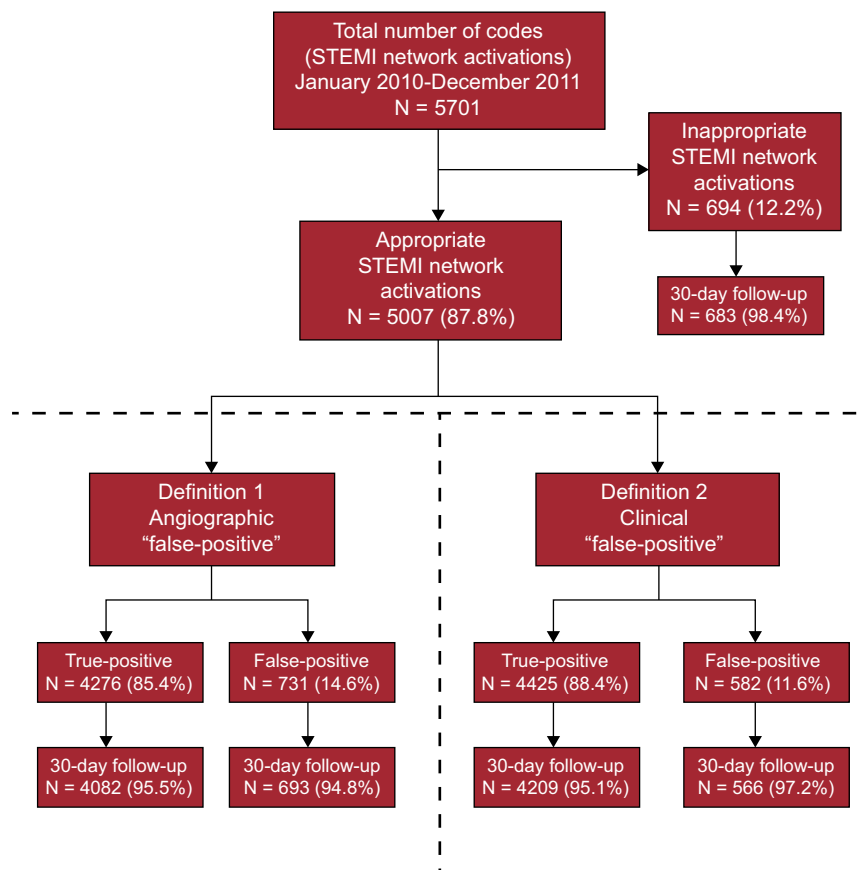 Total number of codes
(STEMI network activations)
January 2010-December 2011
N = 5701
Inappropriate
STEMI network
activations
N = 694 (12.2%)
Appropriate
STEMI network
activations
N = 5007 (87.8%)
30-day follow-up
N = 683 (98.4%)
Definition 1
Angiographic
“false-positive”
Definition 2
Clinical
“false-positive”
True-positive
N = 4276 (85.4%)
False-positive
N = 731 (14.6%)
True-positive
N = 4425 (88.4%)
False-positive
N = 582 (11.6%)
30-day follow-up
N = 4082 (95.5%)
30-day follow-up
N = 693 (94.8%)
30-day follow-up
N = 4209 (95.1%)
30-day follow-up
N = 566 (97.2%)